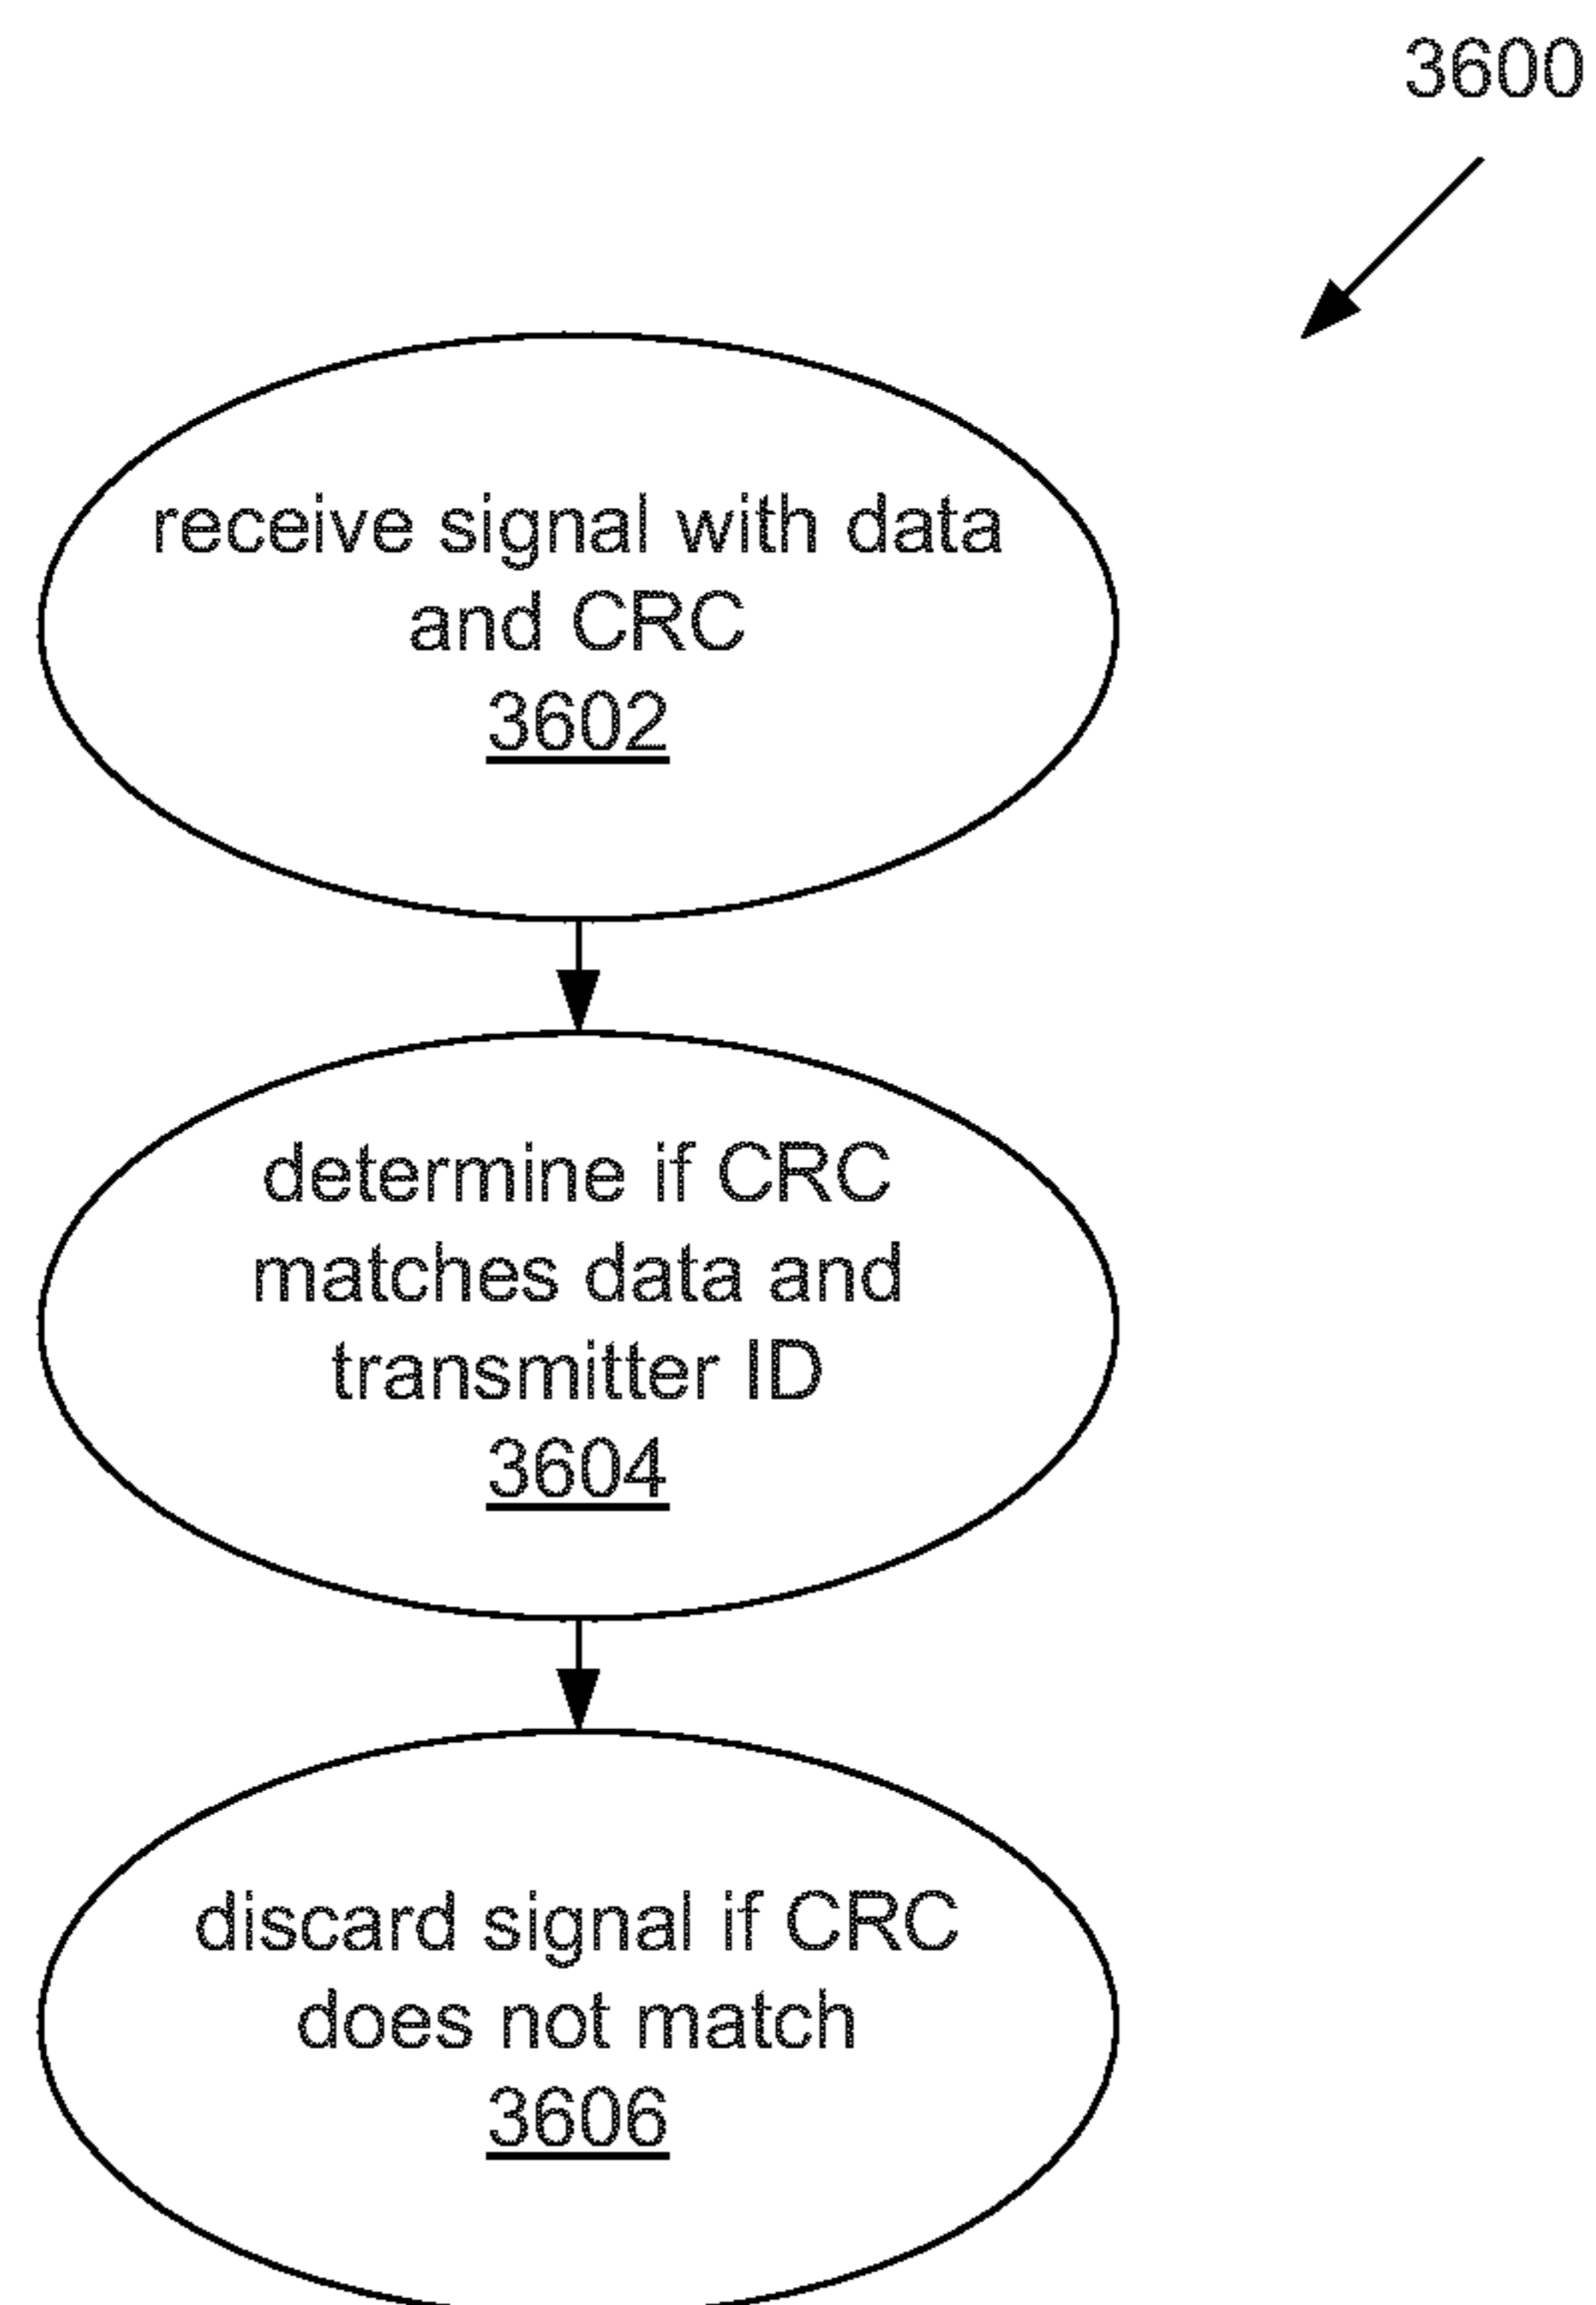 3600
receive signal with data
and CRC
3602
determine if CRC
matches data and
transmitter ID
3604
discard signal if CRC
does not match
3606